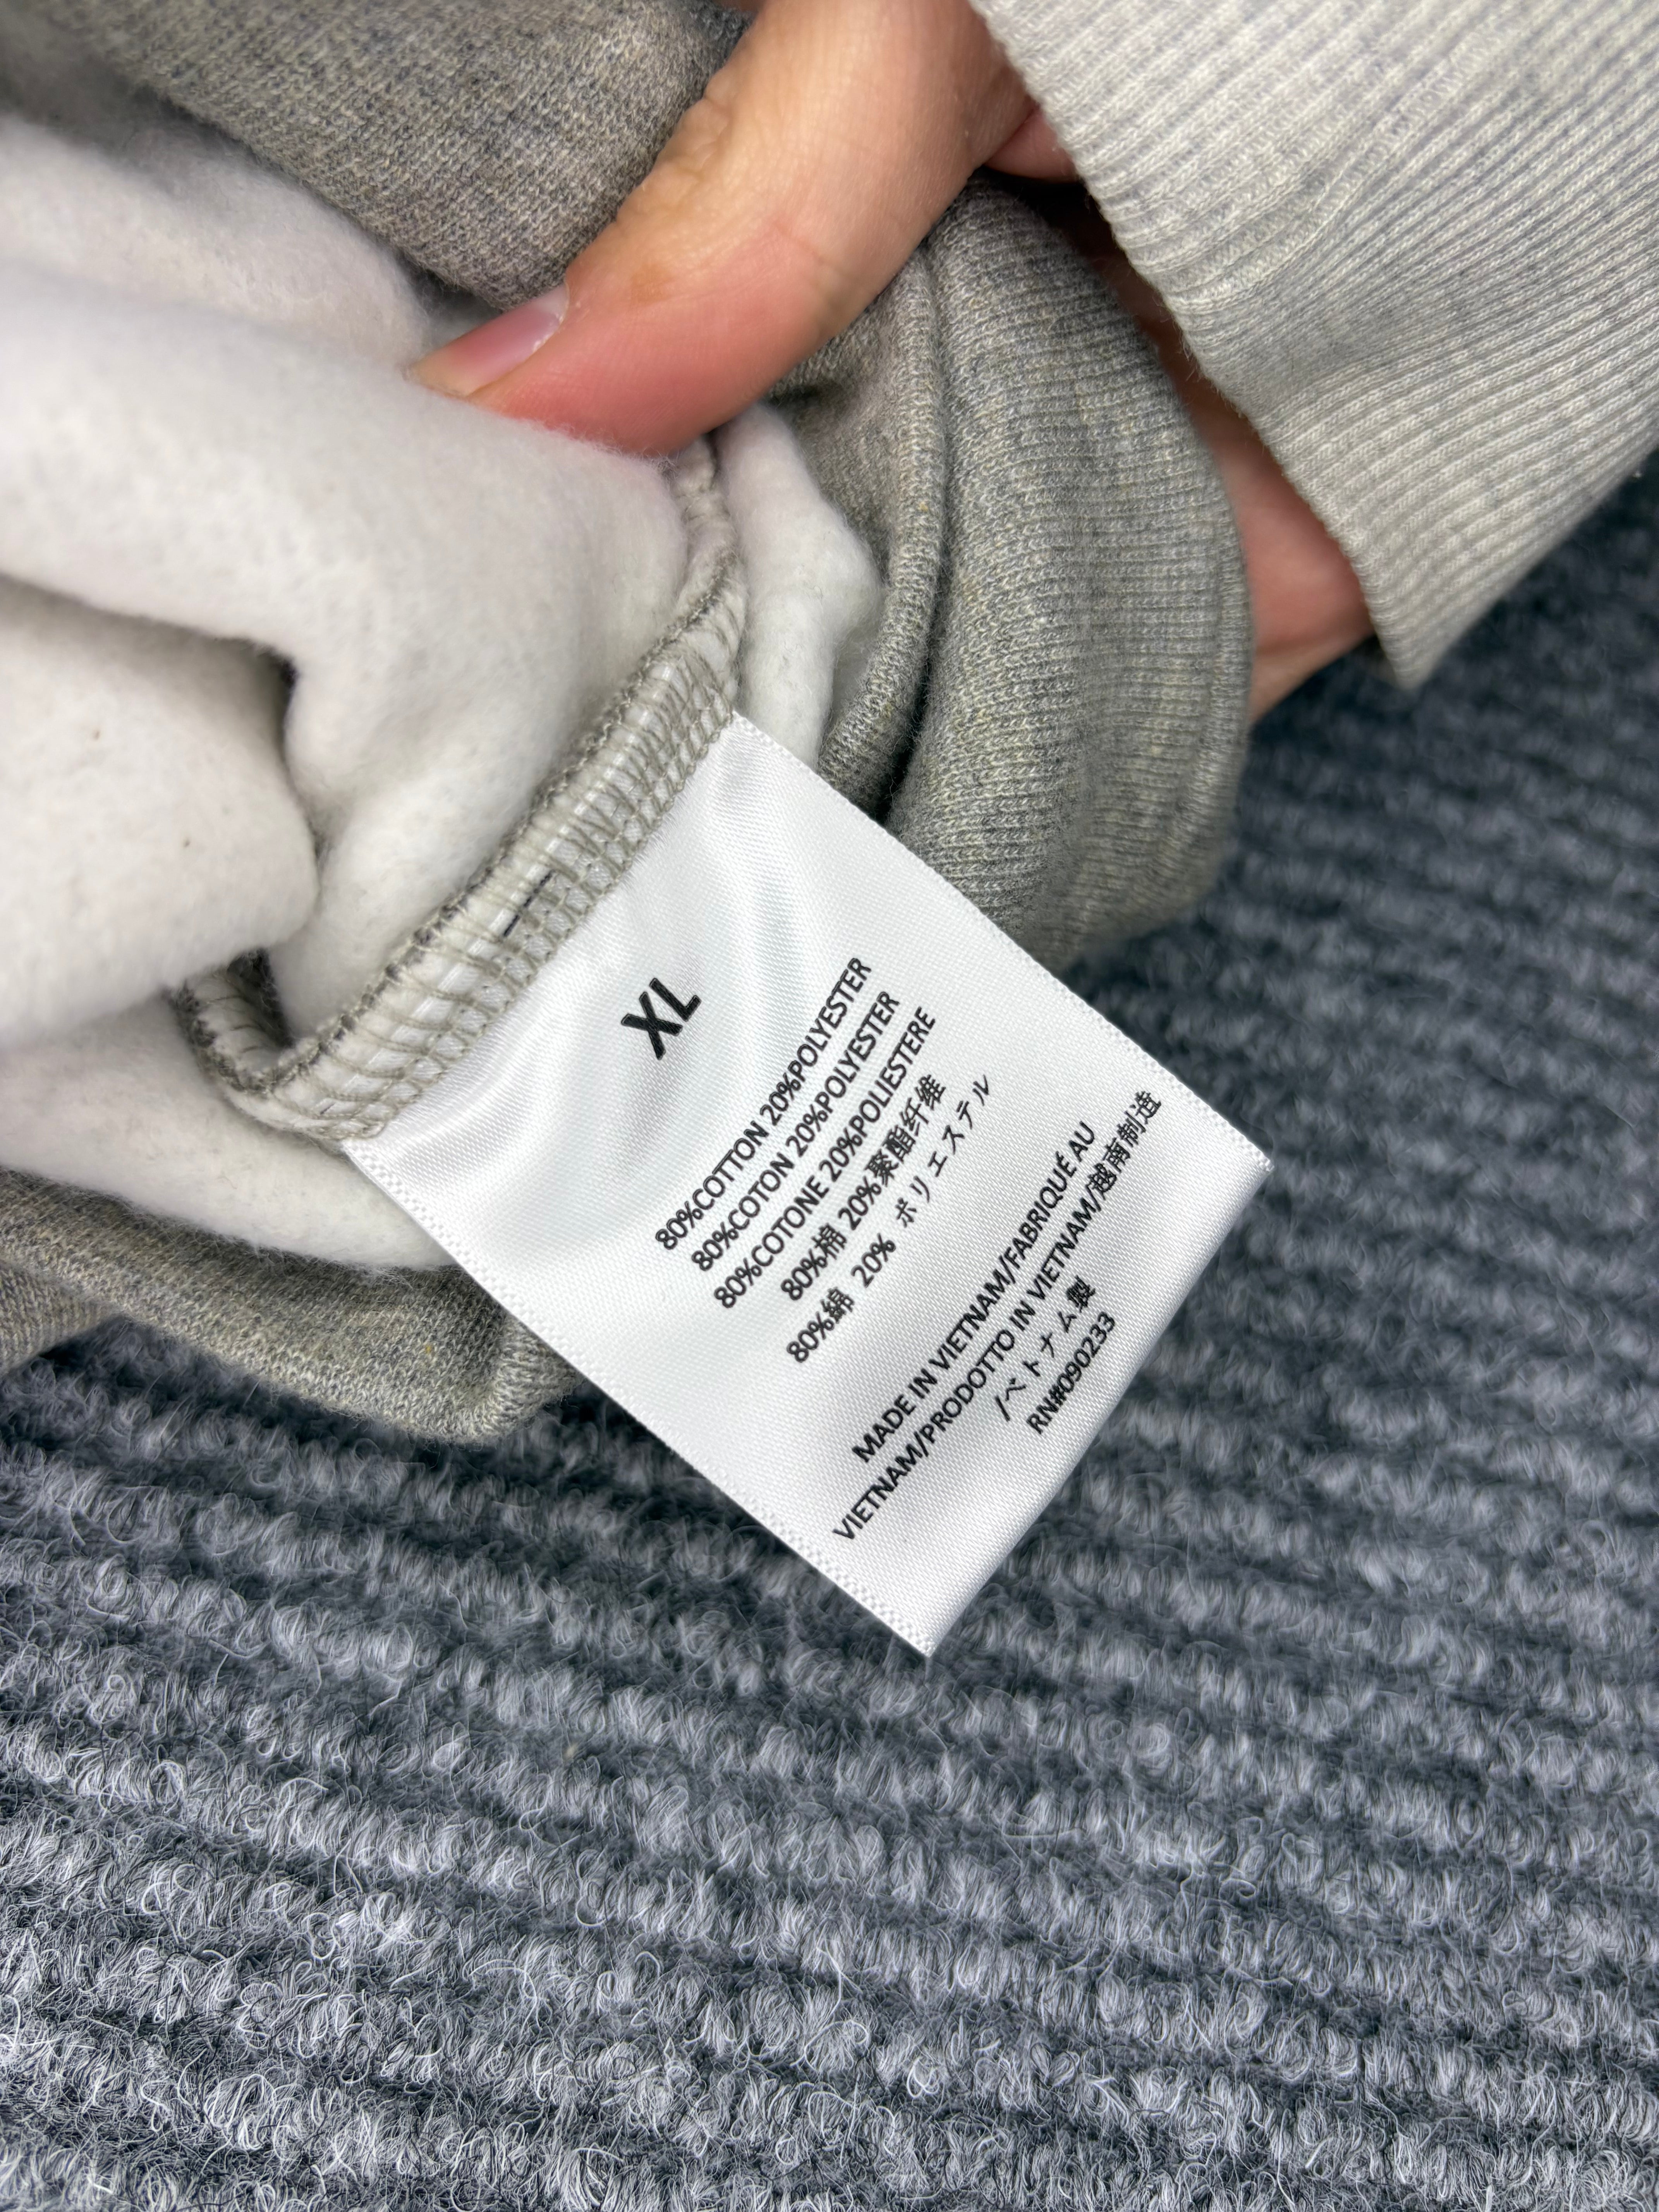 XL
80%COTTON 20%POLYESTER
80%COTON 20%POLYESTER
80%COTONE 20%POLIESTERE
80%棉 20%聚酯纤维
80%綿 20% ポリエステル
MADE IN VIETNAM/FABRIQUÉ AU
VIETNAM/PRODOTTO IN VIETNAM/越南制造
/ベトナム製
RN#090233